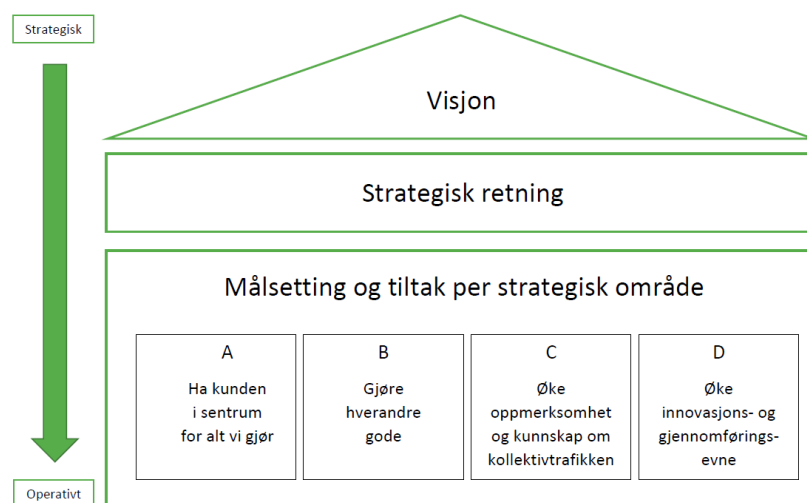 Strategisk
Visjon
Strategisk retning
Målsetting og tiltak per strategisk område
A
Ha kunden
i sentrum
for alt vi gjør
B
Gjøre
hverandre
gode
C
Øke
oppmerksomhet
og kunnskap om
kollektivtrafikken
D
Øke
innovasjons- og
gjennomførings-
evne
Operativt